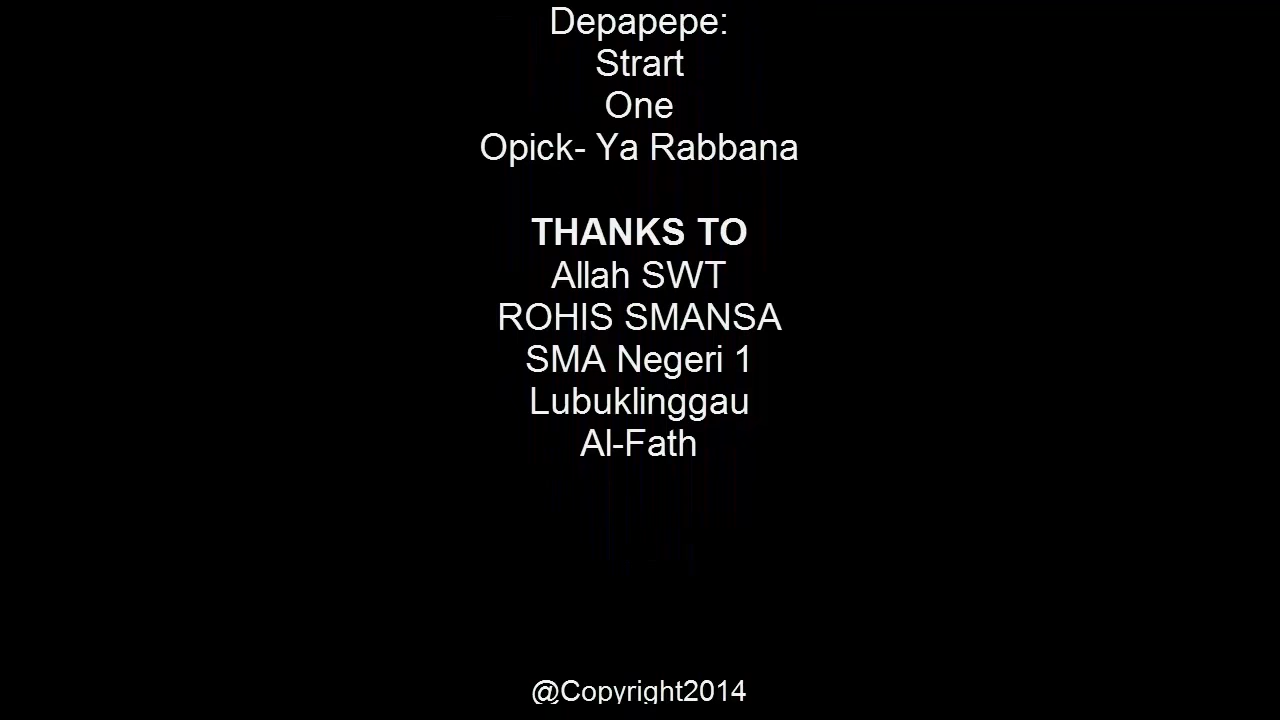 Depapepe:
Strart
One
Opick- Ya Rabbana
THANKS TO
Allah SWT
ROHIS SMANSA
SMA Negeri 1
Lubuklinggau
Al-Fath
@Copyright2014